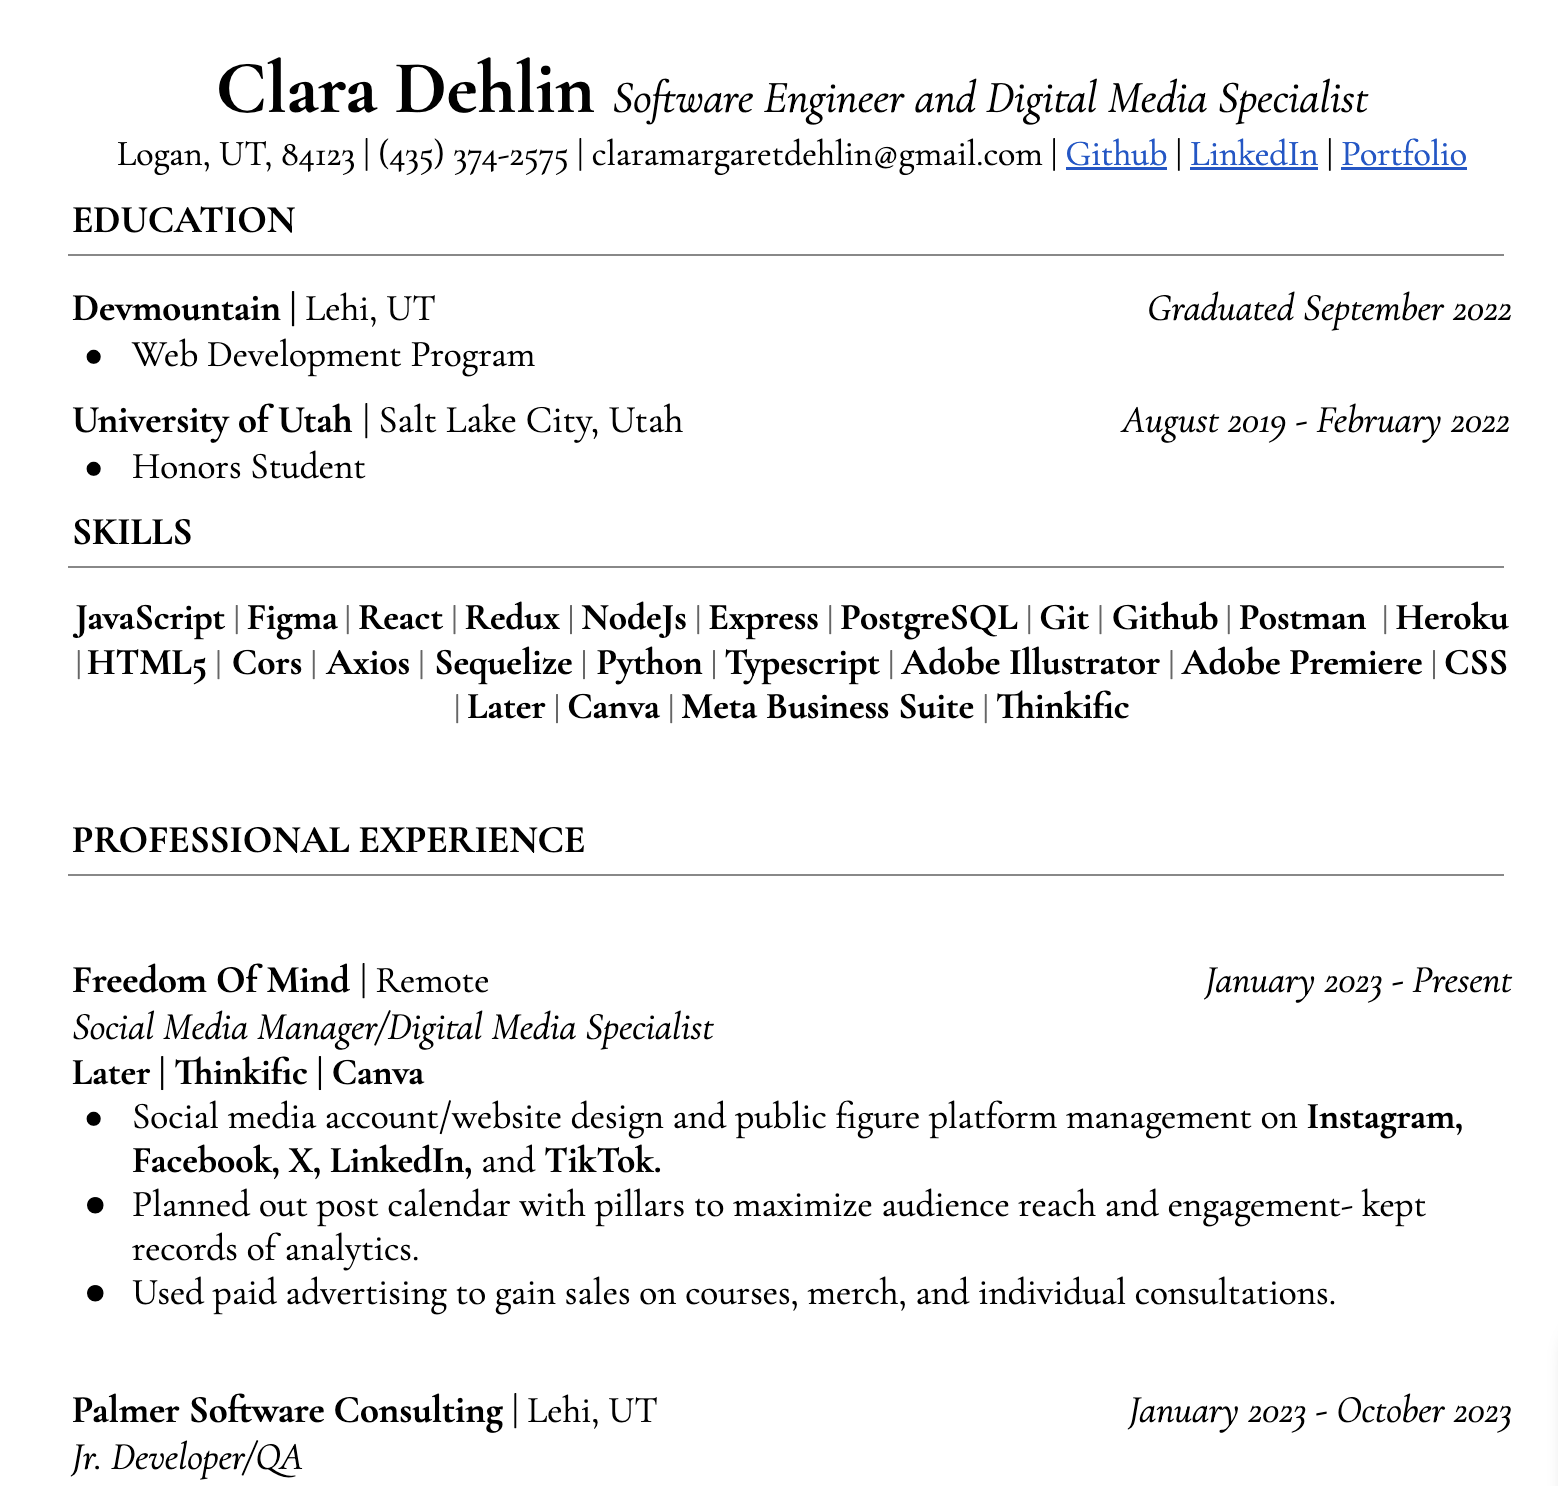 Clara Dehlin Software Engineer and Digital Media Specialist
Logan, UT, 84123 | (435) 374-2575 | claramargaretdehlin@gmail.com | Github | LinkedIn | Portfolio
EDUCATION
Devmountain | Lehi, UT Graduated September 2022
● Web Development Program
University of Utah | Salt Lake City, Utah August 2019 - February 2022
● Honors Student
SKILLS
JavaScript | Figma | React | Redux | NodeJs | Express | PostgreSQL | Git | Github | Postman | Heroku
| HTML5 | Cors | Axios | Sequelize | Python | Typescript | Adobe Illustrator | Adobe Premiere | CSS
| Later | Canva | Meta Business Suite | Thinkific
PROFESSIONAL EXPERIENCE
Freedom Of Mind | Remote January 2023 - Present
Social Media Manager/Digital Media Specialist
Later | Thinkific | Canva
● Social media account/website design and public figure platform management on Instagram,
Facebook, X, LinkedIn, and TikTok.
● Planned out post calendar with pillars to maximize audience reach and engagement- kept
records of analytics.
● Used paid advertising to gain sales on courses, merch, and individual consultations.
Palmer Software Consulting | Lehi, UT January 2023 - October 2023
Jr. Developer/QA